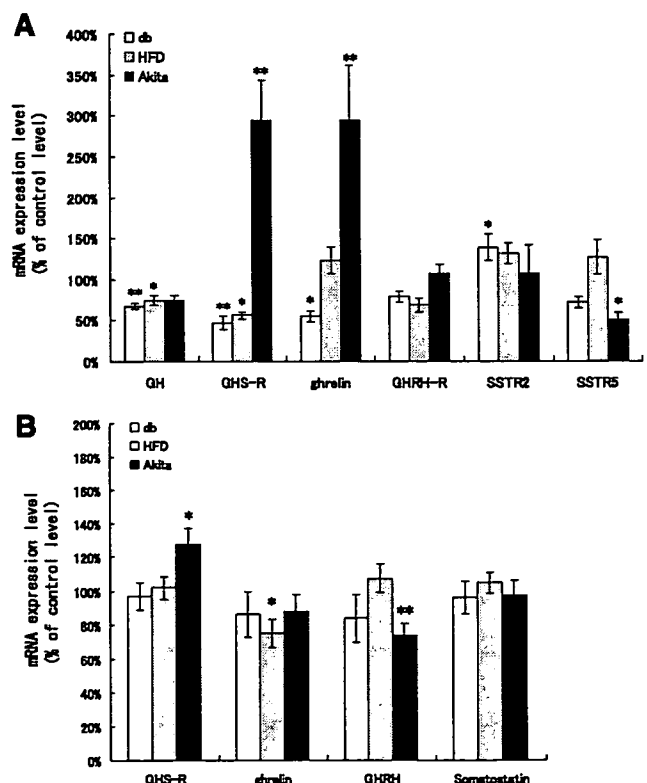 A
400%
350%
300%
250%
200%
150%
100%
50%
0%
mRNA expression level
(% of control level)
db
HFD
Akita
** * ** * ** * ** * *
GH GHS-R ghrelin GHRH-R SSTR2 SSTR5
B
200%
180%
160%
140%
120%
100%
80%
60%
40%
20%
0%
mRNA expression level
(% of control level)
db
HFD
Akita
* * **
GHS-R ghrelin GHRH Somatostatin